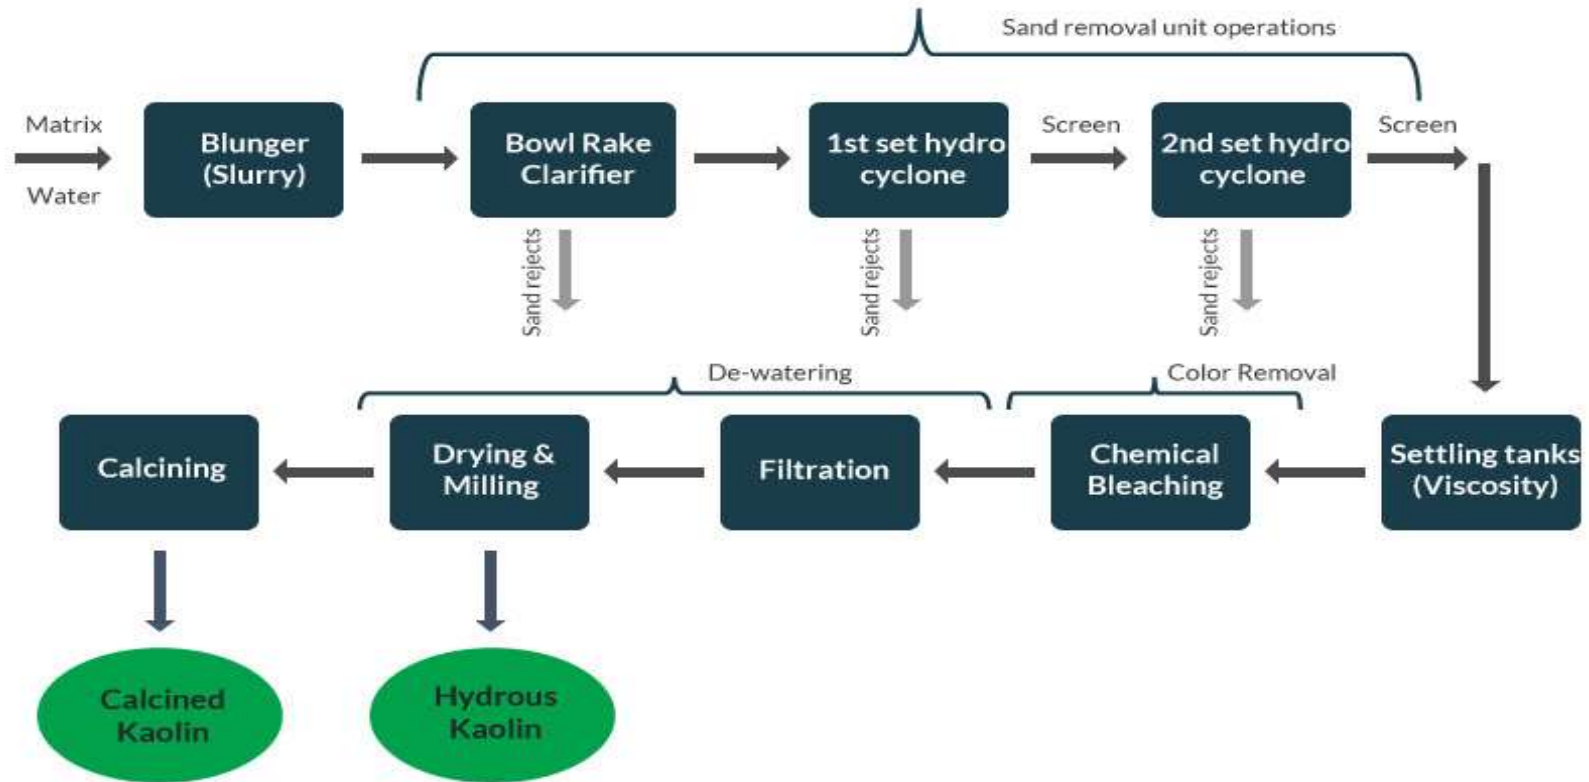 Sand removal unit operations
Matrix
Water
Blunger
(Slurry)
Bowl Rake
Clarifier
1st set hydro
cyclone
Screen
2nd set hydro
cyclone
Screen
Sand rejects
Sand rejects
Sand rejects
De-watering
Color Removal
Calcining
Drying &
Milling
Filtration
Chemical
Bleaching
Settling tanks
(Viscosity)
Calcined
Kaolin
Hydrous
Kaolin